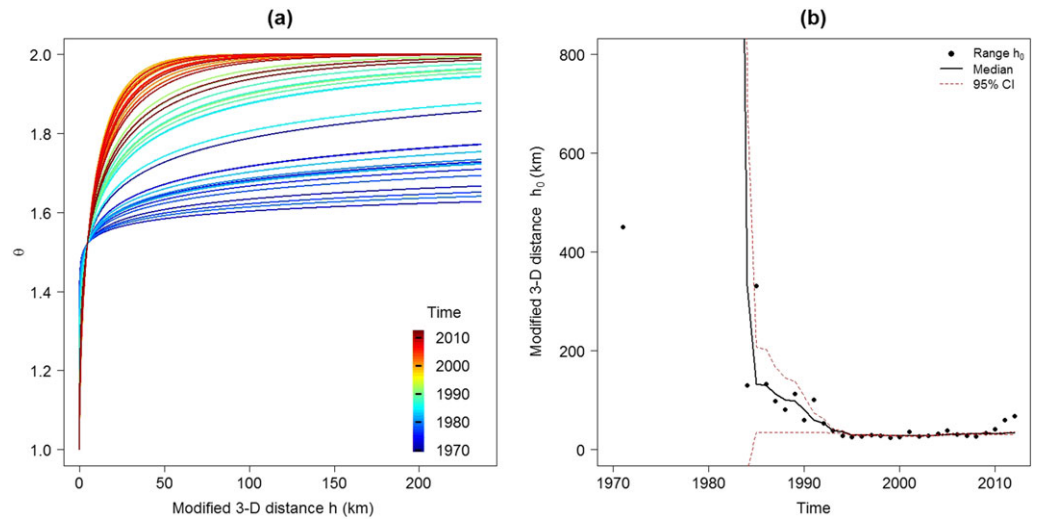 (a)
2.0
1.8
1.6
1.4
1.2
1.0
θ
0 50 100 150 200
Modified 3-D distance h (km)
Time
2010
2000
1990
1980
1970
(b)
800
600
400
200
0
Modified 3-D distance h₀ (km)
Range h₀
Median
95% CI
1970 1980 1990 2000 2010
Time